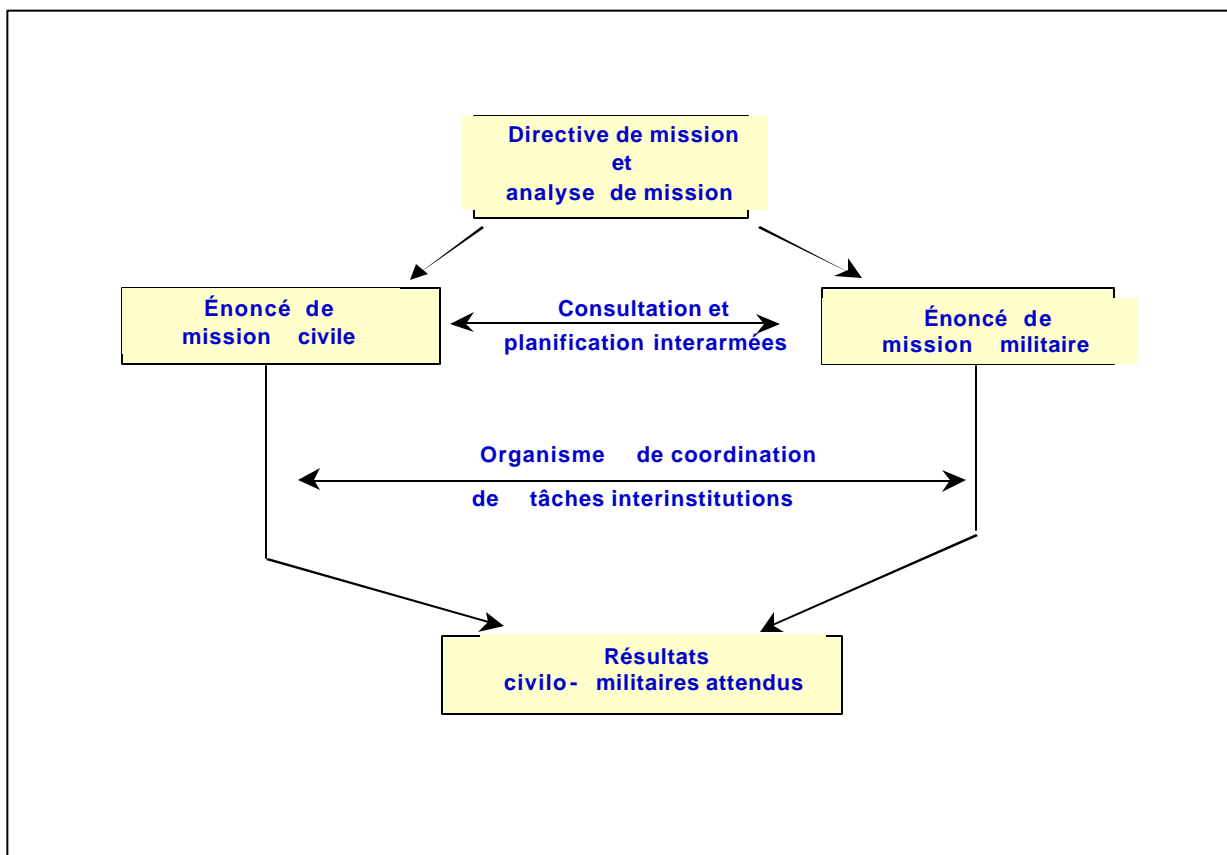 Directive de mission
et
analyse de mission
Énoncé de
mission civile
Consultation et
planification interarmées
Énoncé de
mission militaire
Organisme de coordination
de tâches interinstitutions
Résultats
civilo- militaires attendus